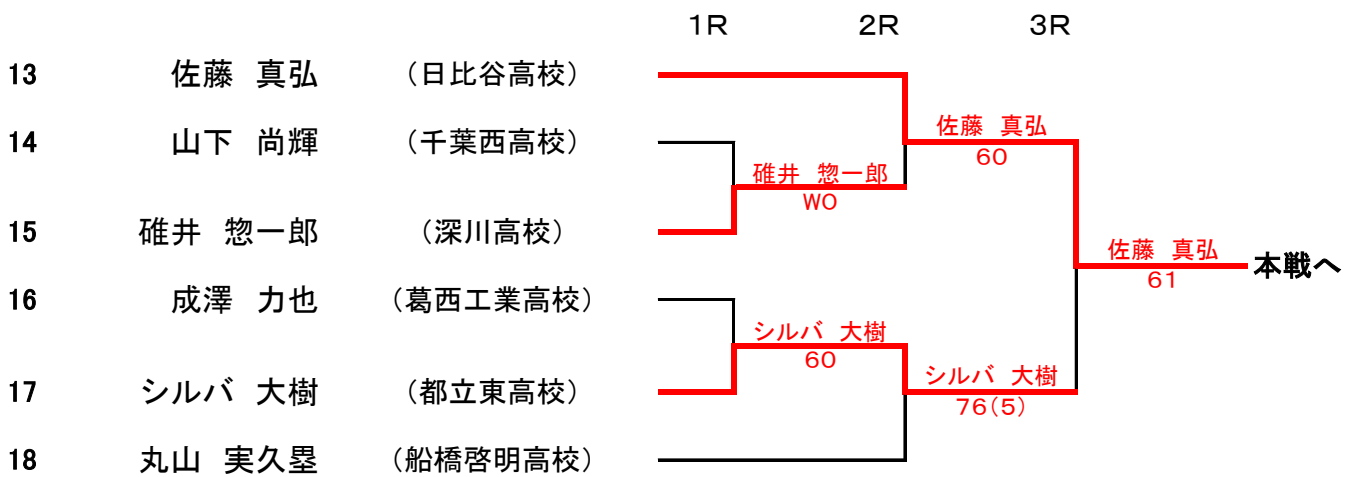 1R 2R 3R
13 佐藤 真弘 (日比谷高校)
佐藤 真弘
14 山下 尚輝 (千葉西高校)
60
碓井 惣一郎
WO
15 碓井 惣一郎 (深川高校)
佐藤 真弘
本戦へ
61
16 成澤 力也 (葛西工業高校)
シルバ 大樹
60
シルバ 大樹
17 シルバ 大樹 (都立東高校)
76(5)
18 丸山 実久塁 (船橋啓明高校)